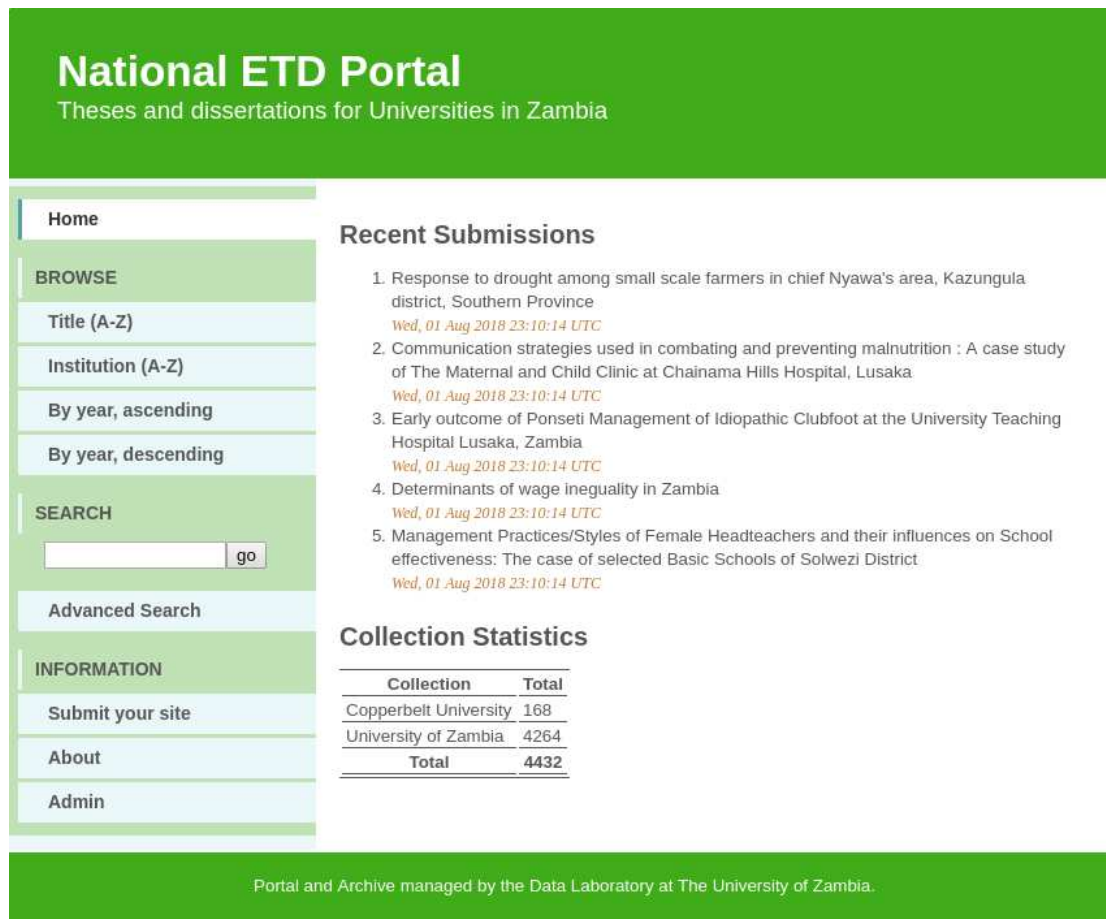 National ETD Portal
Theses and dissertations for Universities in Zambia
Home
BROWSE
Title (A-Z)
Institution (A-Z)
By year, ascending
By year, descending
SEARCH
go
Advanced Search
INFORMATION
Submit your site
About
Admin
Recent Submissions
1. Response to drought among small scale farmers in chief Nyawa's area, Kazungula
district, Southern Province
Wed, 01 Aug 2018 23:10:14 UTC
2. Communication strategies used in combating and preventing malnutrition : A case study
of The Maternal and Child Clinic at Chainama Hills Hospital, Lusaka
Wed, 01 Aug 2018 23:10:14 UTC
3. Early outcome of Ponseti Management of Idiopathic Clubfoot at the University Teaching
Hospital Lusaka, Zambia
Wed, 01 Aug 2018 23:10:14 UTC
4. Determinants of wage ineguality in Zambia
Wed, 01 Aug 2018 23:10:14 UTC
5. Management Practices/Styles of Female Headteachers and their influences on School
effectiveness: The case of selected Basic Schools of Solwezi District
Wed, 01 Aug 2018 23:10:14 UTC
Collection Statistics
Collection Total
Copperbelt University 168
University of Zambia 4264
Total 4432
Portal and Archive managed by the Data Laboratory at The University of Zambia.